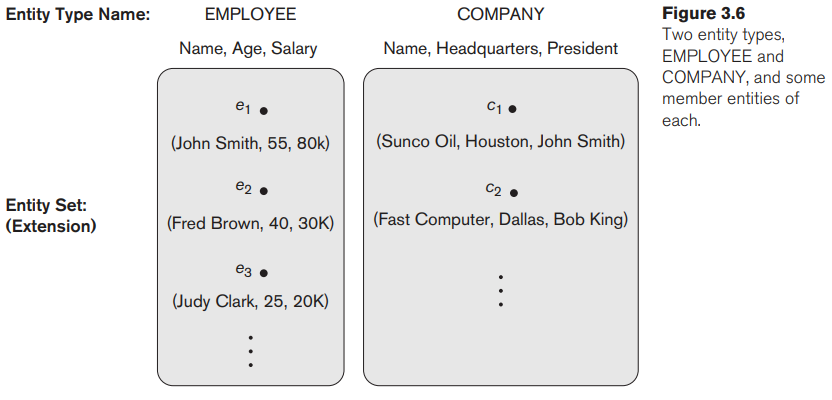 Entity Type Name:
EMPLOYEE
COMPANY
Name, Age, Salary
Name, Headquarters, President
Entity Set:
(Extension)
e1
(John Smith, 55, 80k)
e2
(Fred Brown, 40, 30K)
e3
(Judy Clark, 25, 20K)
c1
(Sunco Oil, Houston, John Smith)
c2
(Fast Computer, Dallas, Bob King)
Figure 3.6
Two entity types,
EMPLOYEE and
COMPANY, and some
member entities of
each.